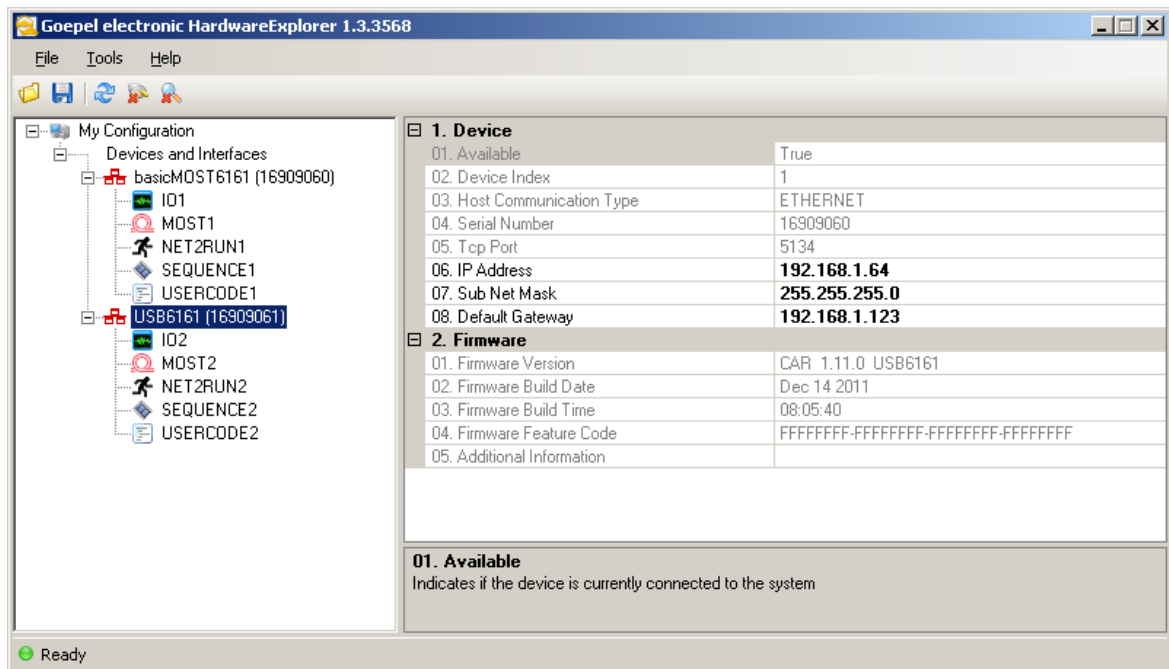 Goepel electronic HardwareExplorer 1.3.3568
File Tools Help
My Configuration
Devices and Interfaces
basicMOST6161 (16909060)
IO1
MOST1
NET2RUN1
SEQUENCE1
USERCODE1
USB6161 (16909061)
IO2
MOST2
NET2RUN2
SEQUENCE2
USERCODE2
1. Device
01. Available True
02. Device Index 1
03. Host Communication Type ETHERNET
04. Serial Number 16909060
05. Tcp Port 5134
06. IP Address 192.168.1.64
07. Sub Net Mask 255.255.255.0
08. Default Gateway 192.168.1.123
2. Firmware
01. Firmware Version CAR 1.11.0 USB6161
02. Firmware Build Date Dec 14 2011
03. Firmware Build Time 08:05:40
04. Firmware Feature Code FFFFFFFF-FFFFFFFF-FFFFFFFF-FFFFFFFF
05. Additional Information
01. Available
Indicates if the device is currently connected to the system
Ready